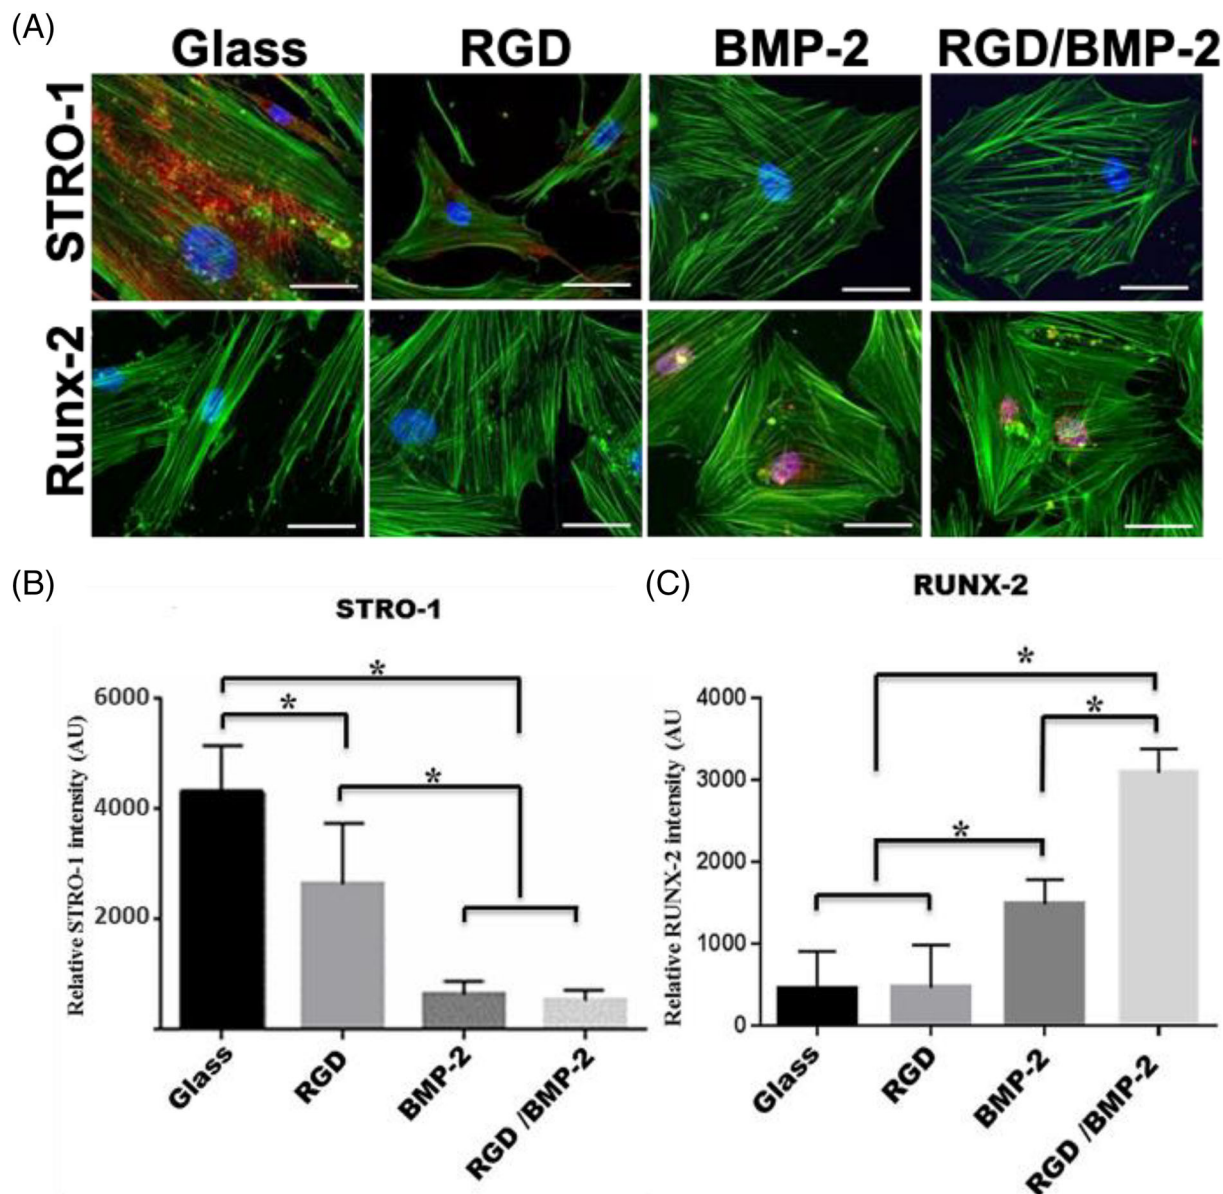 (A)
Glass RGD BMP-2 RGD/BMP-2
STRO-1
Runx-2
(B)
STRO-1
Relative STRO-1 intensity (AU)
6000
4000
2000
*
*
*
Glass
RGD
BMP-2
RGD /BMP-2
(C)
RUNX-2
Relative RUNX-2 intensity (AU
4000
3000
2000
1000
0
*
*
*
Glass
RGD
BMP-2
RGD /BMP-2